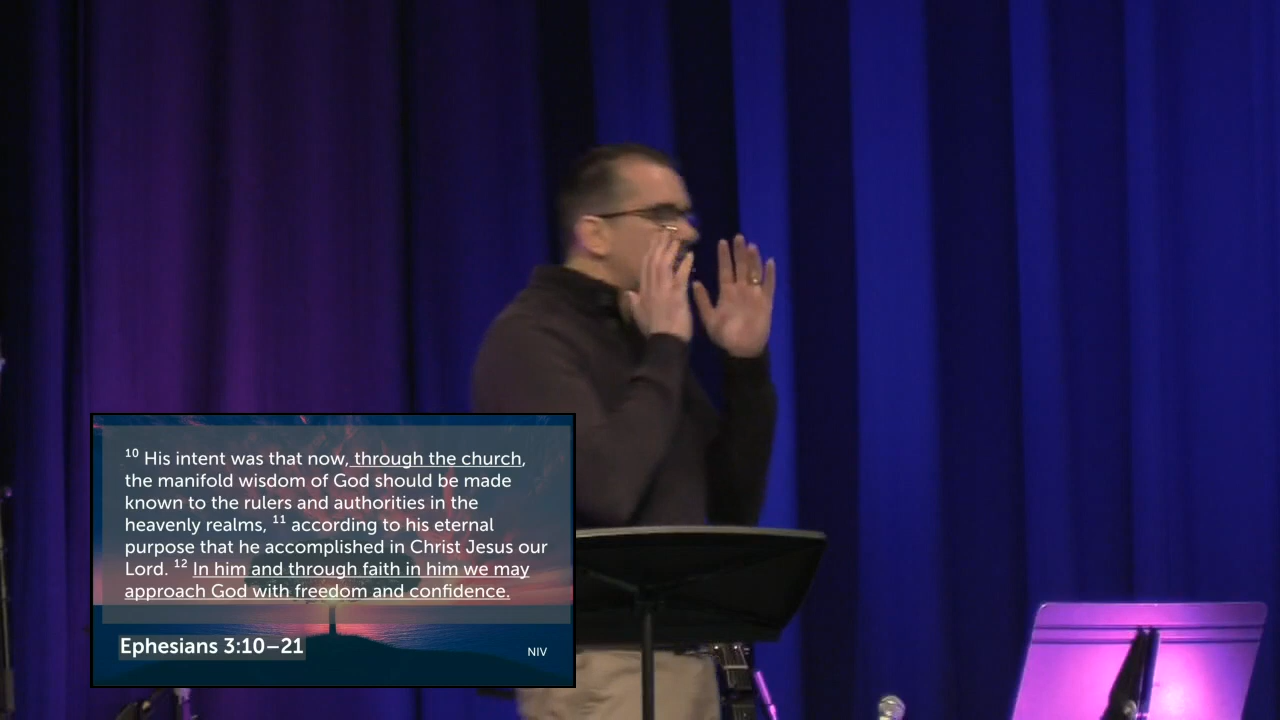 ¹⁰ His intent was that now, through the church,
the manifold wisdom of God should be made
known to the rulers and authorities in the
heavenly realms, ¹¹ according to his eternal
purpose that he accomplished in Christ Jesus our
Lord. ¹² In him and through faith in him we may
approach God with freedom and confidence.
Ephesians 3:10–21
NIV